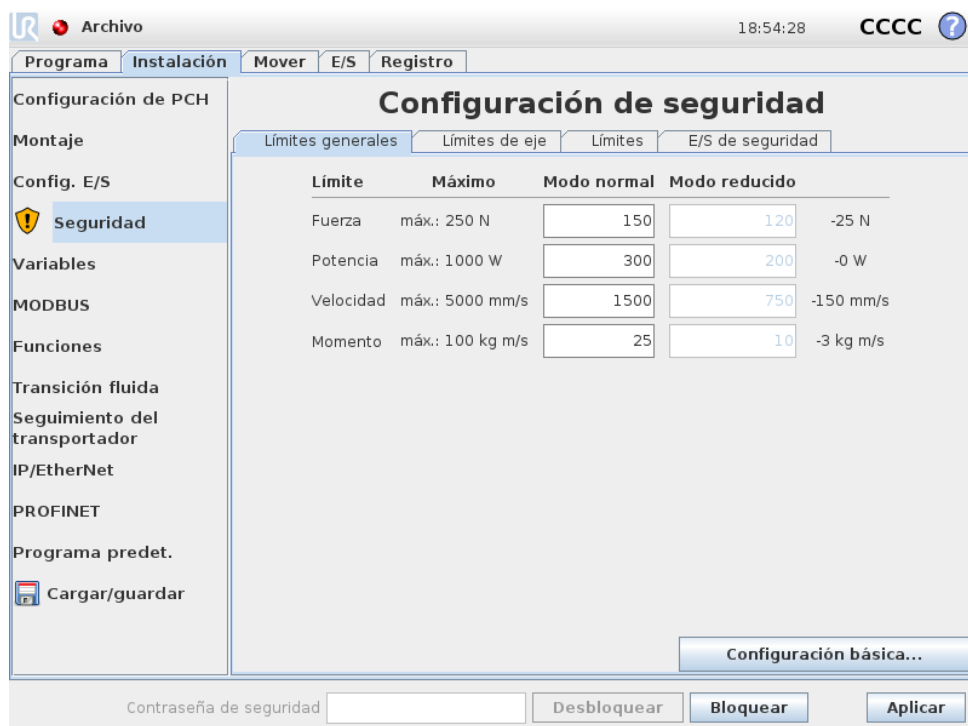 Archivo 18:54:28 CCCC ?
Programa Instalación Mover E/S Registro
Configuración de PCH
Montaje
Config. E/S
Seguridad
Variables
MODBUS
Funciones
Transición fluida
Seguimiento del
transportador
IP/EtherNet
PROFINET
Programa predet.
Cargar/guardar
Configuración de seguridad
Límites generales Límites de eje Límites E/S de seguridad
Límite Máximo Modo normal Modo reducido
Fuerza máx.: 250 N 150 120 -25 N
Potencia máx.: 1000 W 300 200 -0 W
Velocidad máx.: 5000 mm/s 1500 750 -150 mm/s
Momento máx.: 100 kg m/s 25 10 -3 kg m/s
Configuración básica...
Contraseña de seguridad Desbloquear Bloquear Aplicar